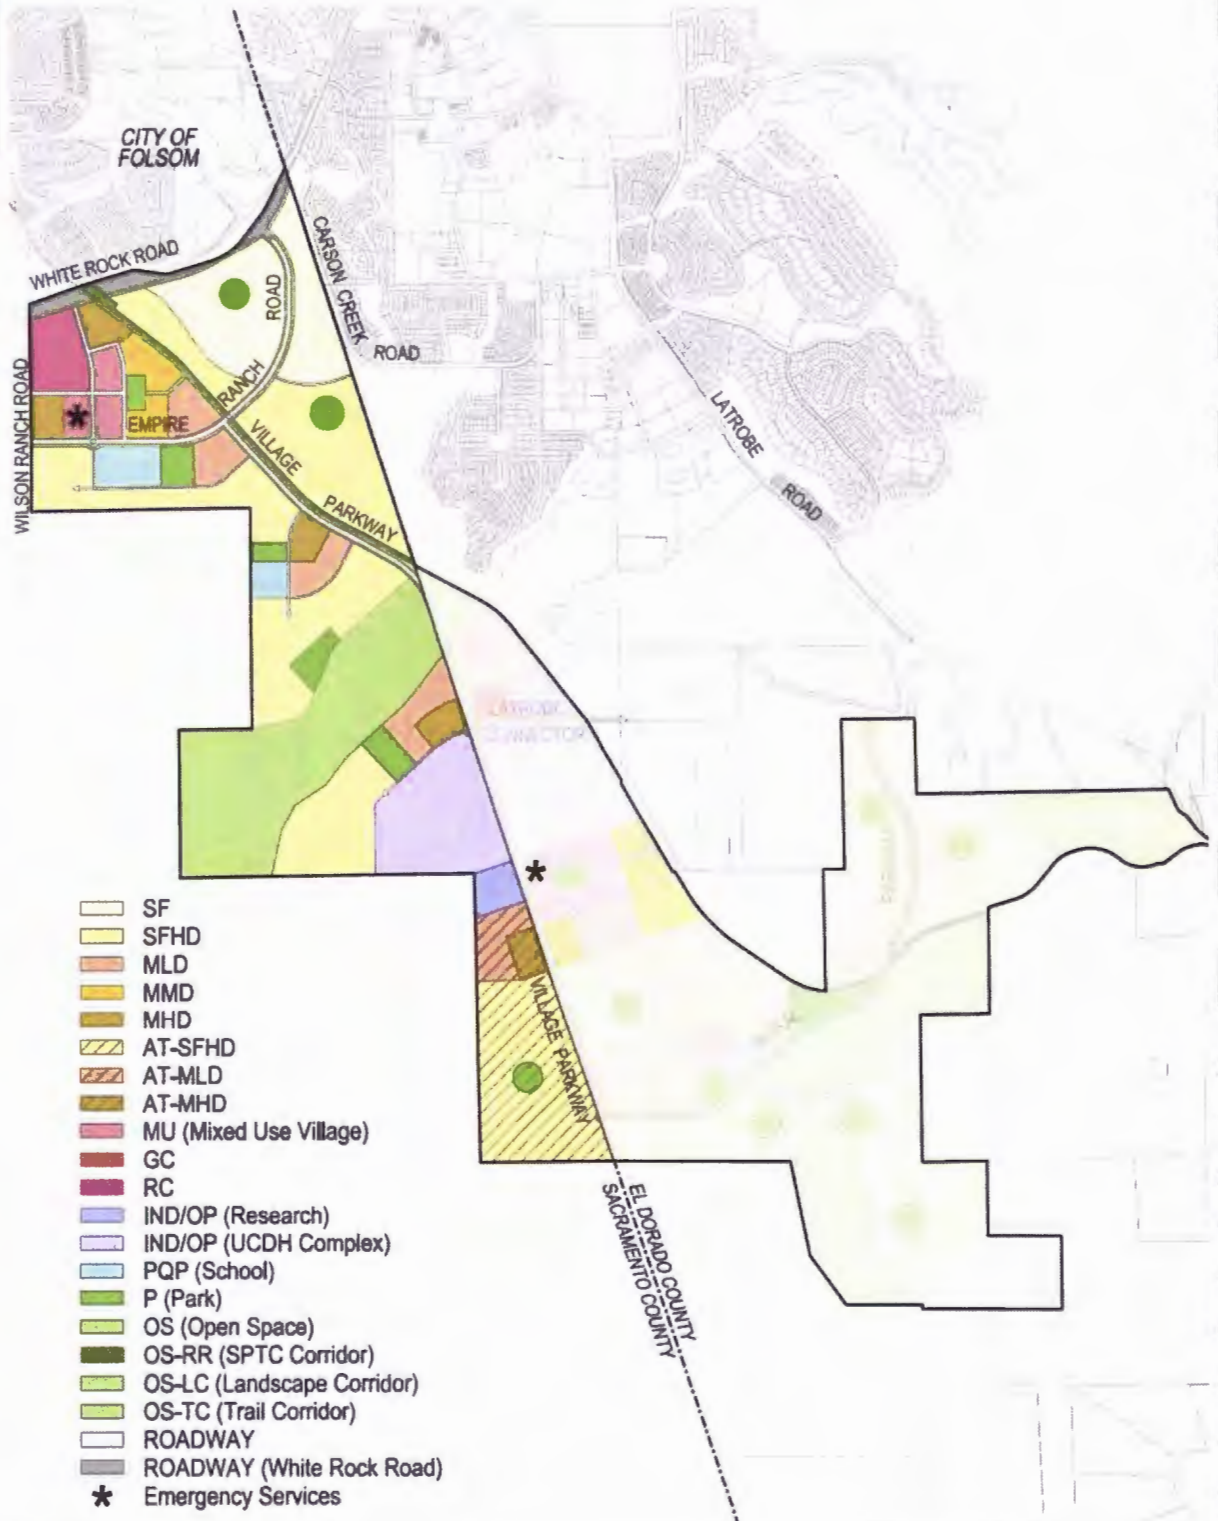 CITY OF
FOLSOM
WHITE ROCK ROAD
CARSON CREEK
ROAD
ROAD
WILSON RANCH ROAD
RANCH
EMPIRE
VILLAGE
PARKWAY
LATROBE
ROAD
LATROBE
CONNECTOR
PARKWAY
VILLAGE PARKWAY
EL DORADO COUNTY
SACRAMENTO COUNTY
SF
SFHD
MLD
MMD
MHD
AT-SFHD
AT-MLD
AT-MHD
MU (Mixed Use Village)
GC
RC
IND/OP (Research)
IND/OP (UCDH Complex)
PQP (School)
P (Park)
OS (Open Space)
OS-RR (SPTC Corridor)
OS-LC (Landscape Corridor)
OS-TC (Trail Corridor)
ROADWAY
ROADWAY (White Rock Road)
Emergency Services